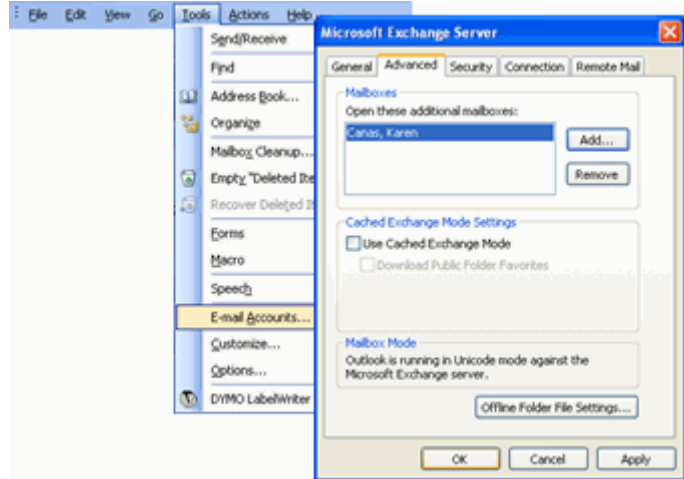 File Edit View Go Tools Actions Help
Send/Receive
Find
Address Book...
Organize
Mailbox Cleanup...
Empty "Deleted Ite
Recover Deleted It
Forms
Macro
Speech
E-mail Accounts...
Customize...
Options...
DYMO LabelWriter
Microsoft Exchange Server
General Advanced Security Connection Remote Mail
Mailboxes
Open these additional mailboxes:
Canas, Karen
Add...
Remove
Cached Exchange Mode Settings
Use Cached Exchange Mode
Download Public Folder Favorites
Mailbox Mode
Outlook is running in Unicode mode against the
Microsoft Exchange server.
Offline Folder File Settings...
OK Cancel Apply